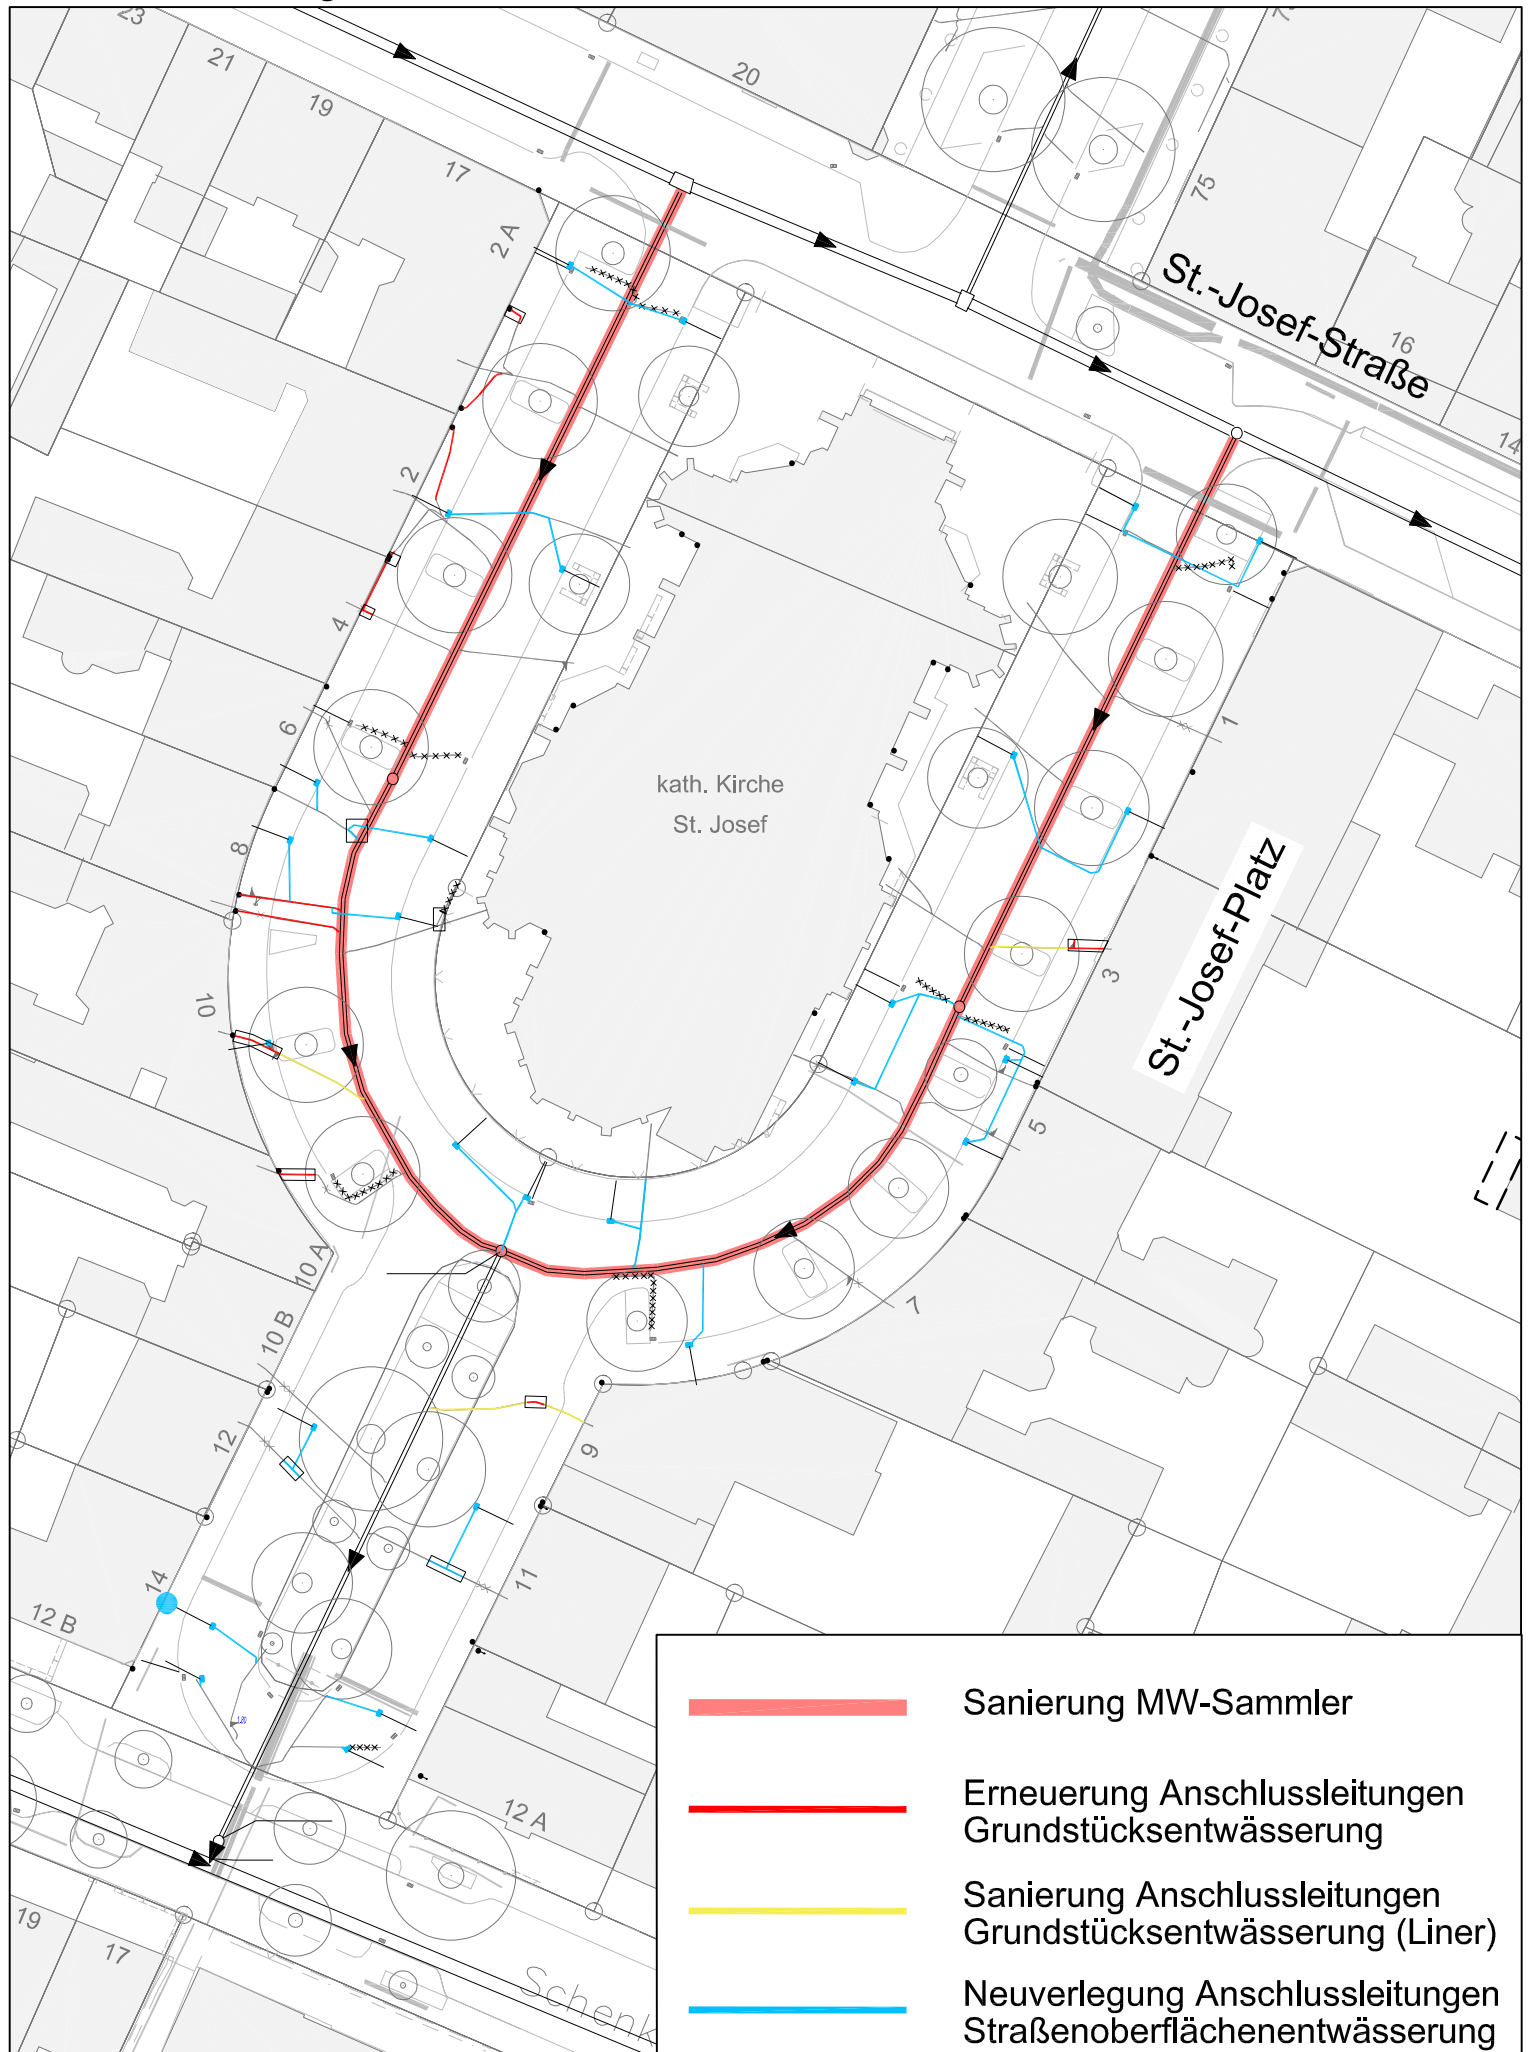 23
21
19
17
20
75
2 A
St.-Josef-Straße
16
14
2
4
6
8
10
kath. Kirche
St. Josef
1
St.-Josef-Platz
3
5
7
10 A
10 B
12
9
11
14
12 B
12 A
19
17
Schenk
Sanierung MW-Sammler
Erneuerung Anschlussleitungen
Grundstücksentwässerung
Sanierung Anschlussleitungen
Grundstücksentwässerung (Liner)
Neuverlegung Anschlussleitungen
Straßenoberflächenentwässerung